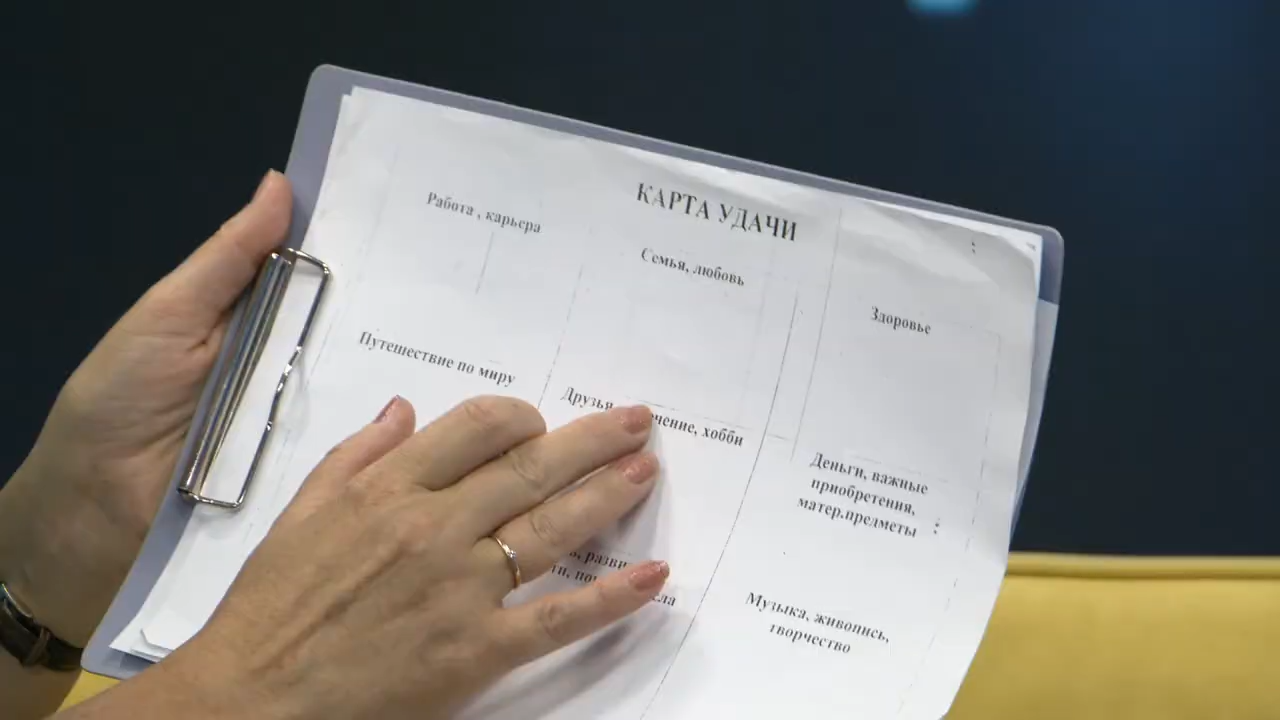 КАРТА УДАЧИ
Работа , карьера
Семья, любовь
Здоровье
Путешествие по миру
Друзья
хобби
Деньги, важные
приобретения,
матер.предметы
Музыка, живопись,
творчество